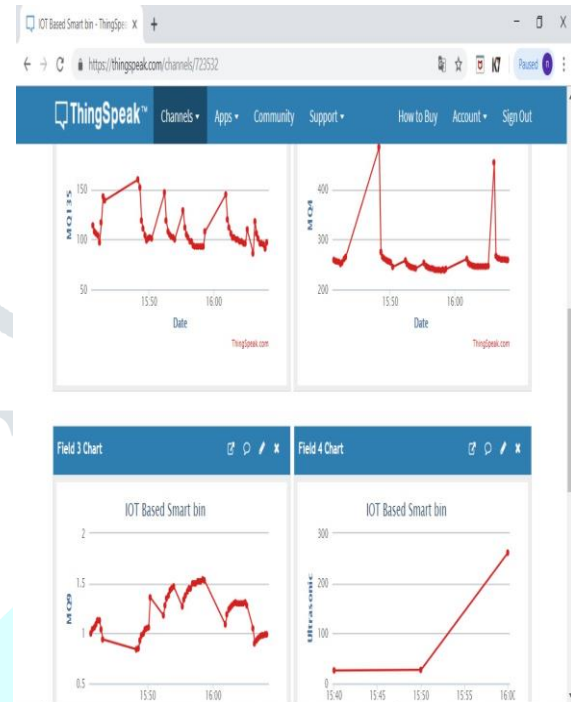 IOT Based Smart bin - ThingSpe
https://thingspeak.com/channels/723532
Paused n
ThingSpeak™ Channels Apps Community Support How to Buy Account Sign Out
150
100
50
MQ135
15:50 16:00
Date
ThingSpeak.com
400
300
200
MQ4
15:50 16:00
Date
ThingSpeak.com
Field 3 Chart
IOT Based Smart bin
2
1.5
1
0.5
MQ9
15:50 16:00
Field 4 Chart
IOT Based Smart bin
300
200
100
0
Ultrasonic
15:40 15:45 15:50 15:55 16:0